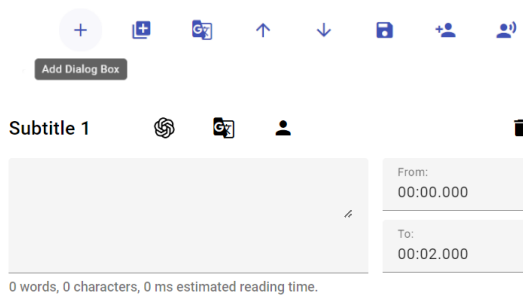 Add Dialog Box
Subtitle 1
From:
00:00.000
To:
00:02.000
0 words, 0 characters, 0 ms estimated reading time.